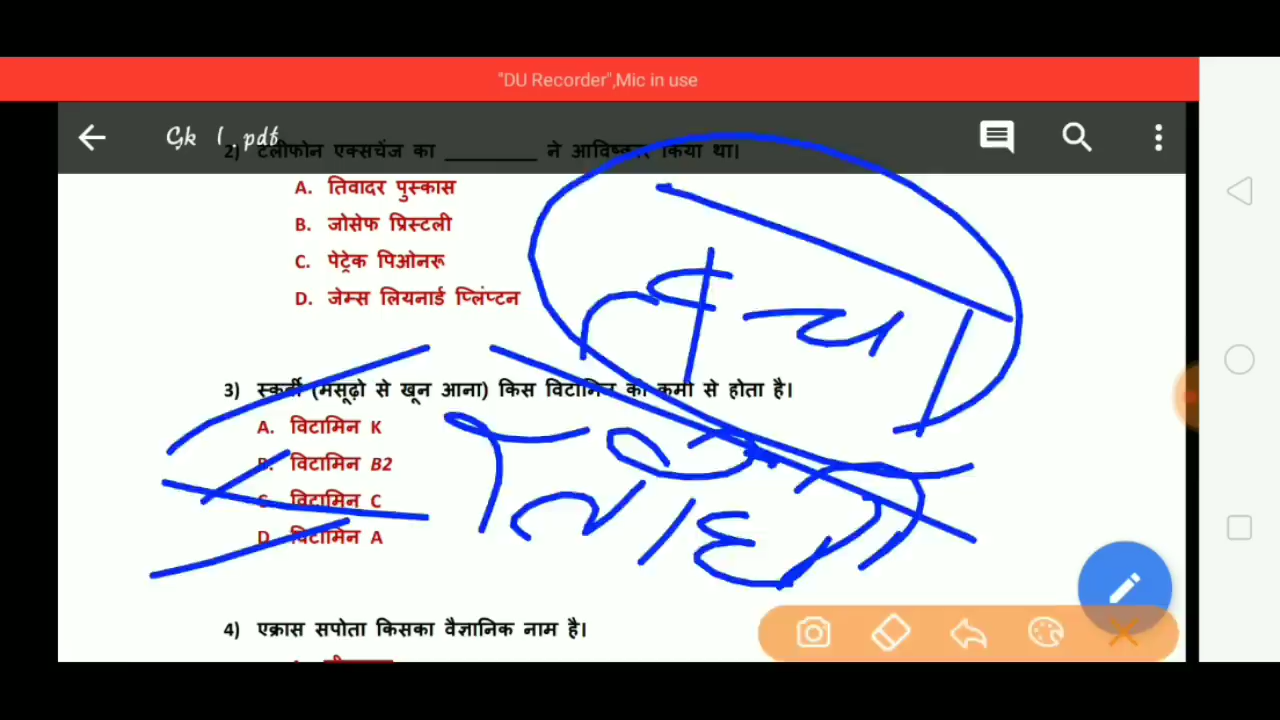 "DU Recorder",Mic in use
Gk 1.pdf
2) टेलीफोन एक्सचेंज का ________ ने आविष्कार किया था।
A. तिवादर पुस्कास
B. जोसेफ प्रिस्टली
C. पेट्रेक पिओनरू
D. जेम्स लियनार्ड प्लिंप्टन
3) स्कर्वी (मसूढ़ो से खून आना) किस विटामिन की कमी से होता है।
A. विटामिन K
B. विटामिन B2
C. विटामिन C
D. विटामिन A
4) एक्रास सपोता किसका वैज्ञानिक नाम है।